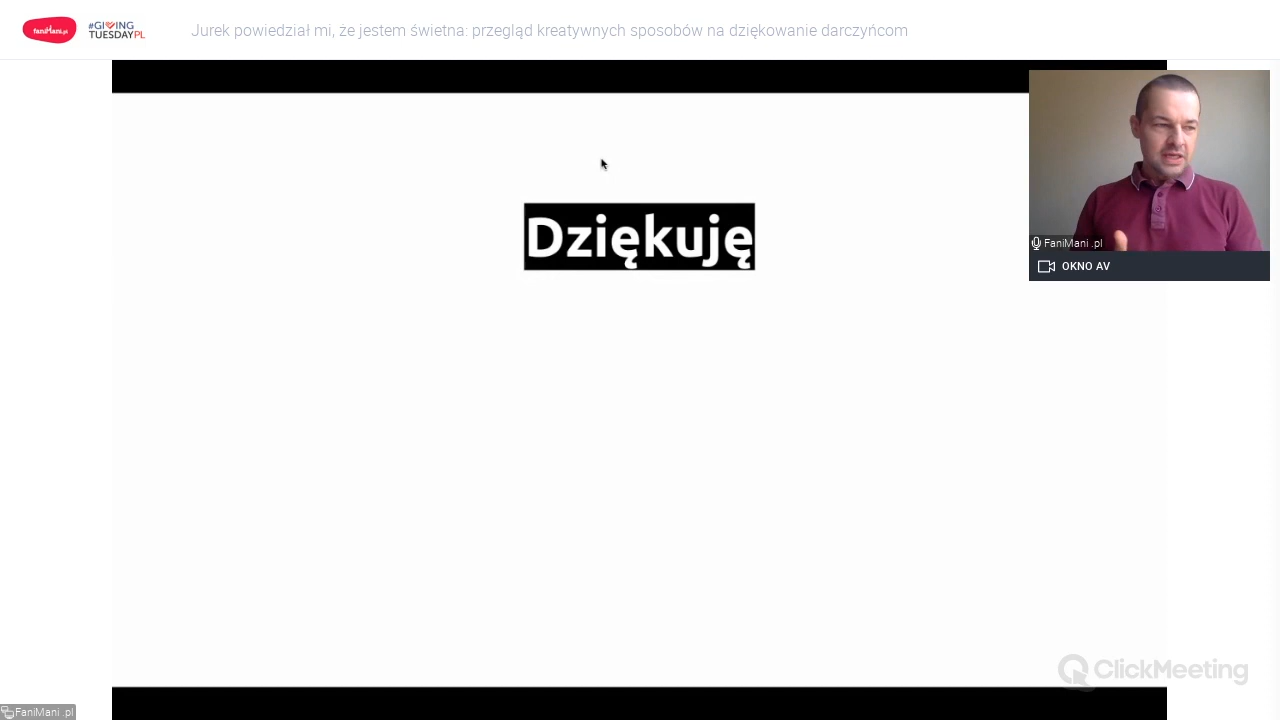 faniMani.pl
#GIVING
TUESDAYPL
Jurek powiedział mi, że jestem świetna: przegląd kreatywnych sposobów na dziękowanie darczyńcom
Dziękuję
FaniMani .pl
OKNO AV
ClickMeeting
FaniMani .pl